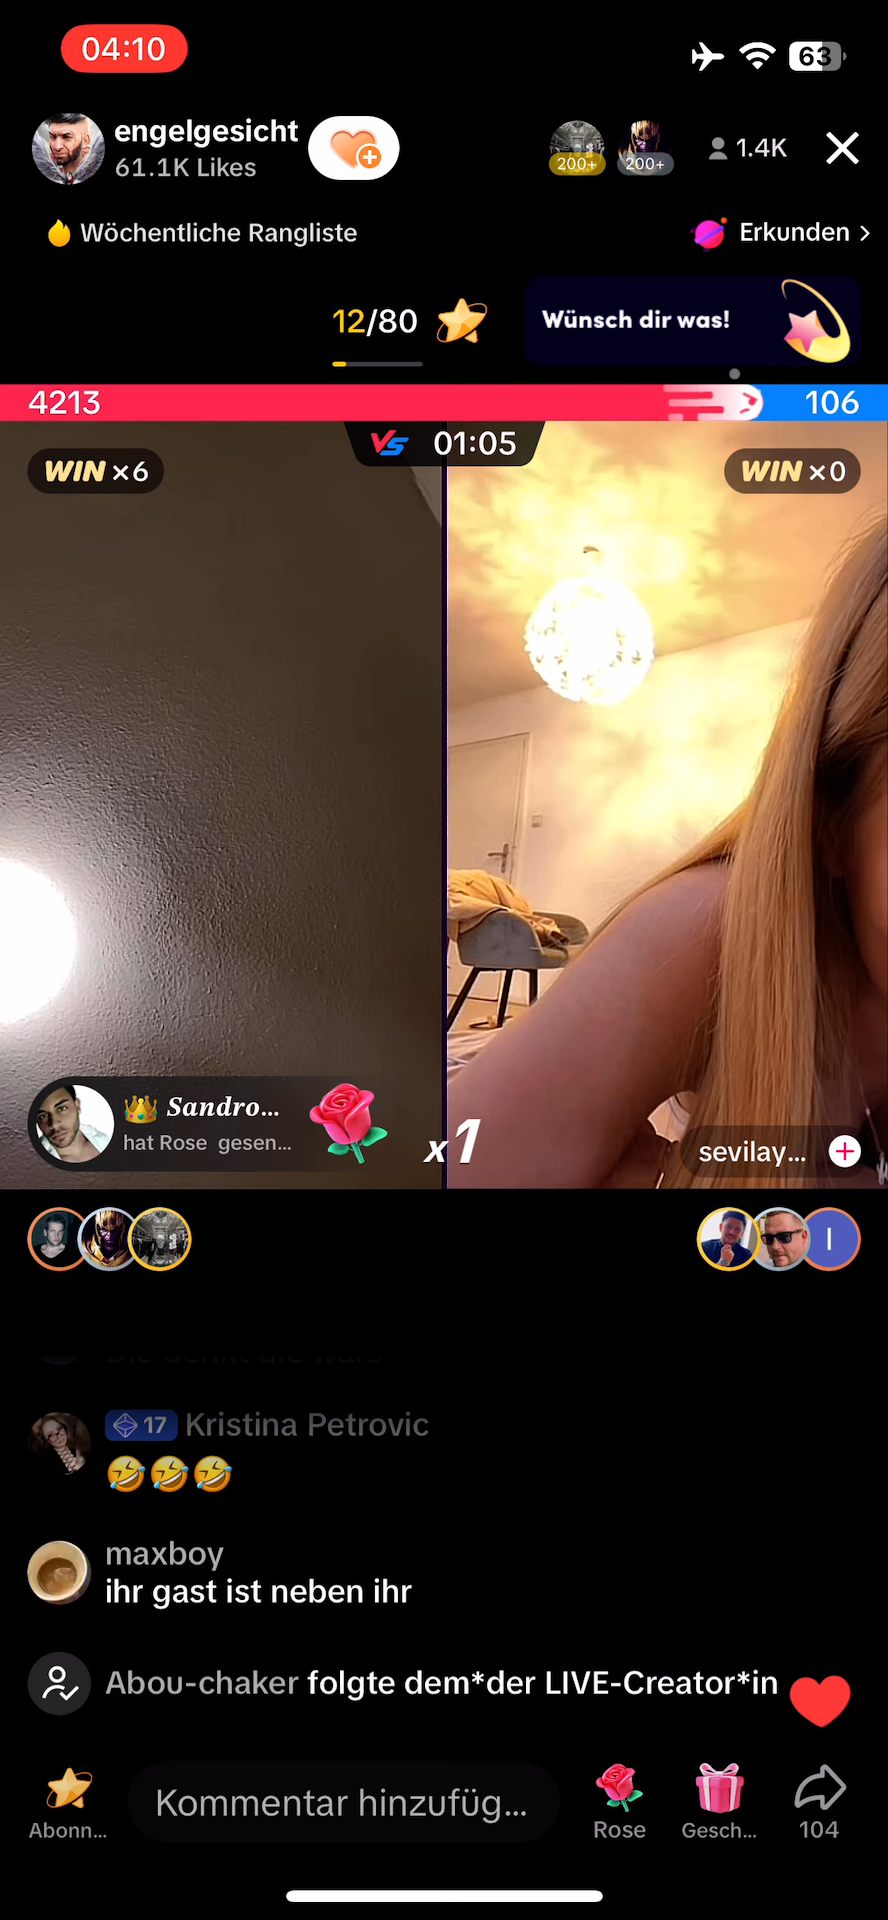 04:10
63
engelgesicht
61.1K Likes
200+
200+
1.4K
Wöchentliche Rangliste
Erkunden >
12/80
Wünsch dir was!
4213
106
VS 01:05
WIN x6
WIN x0
Sandro...
hat Rose gesen...
x1
sevilay...
I
17 Kristina Petrovic
🤣🤣🤣
maxboy
ihr gast ist neben ihr
Abou-chaker folgte dem*der LIVE-Creator*in
Abonn...
Kommentar hinzufüg...
Rose
Gesch...
104